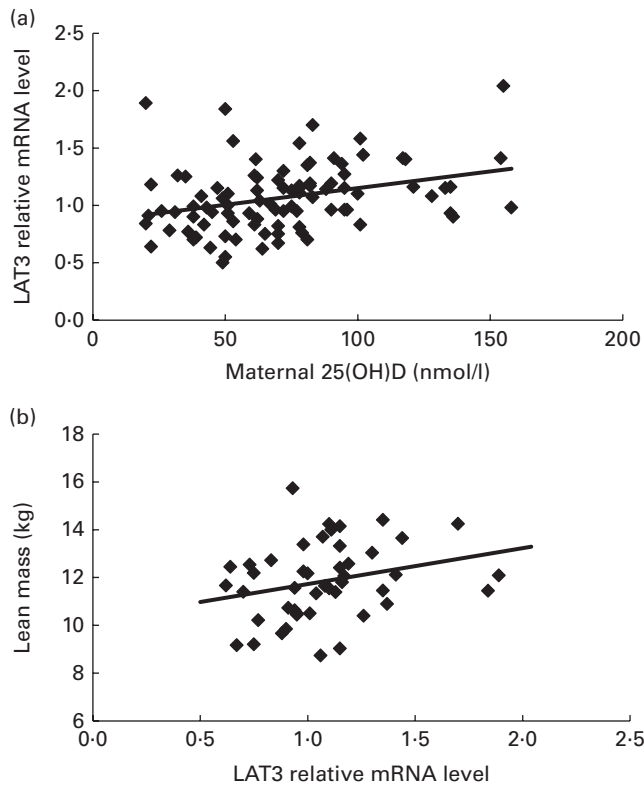 (a)
2·5
2·0
1·5
1·0
0·5
0·0
LAT3 relative mRNA level
0 50 100 150 200
Maternal 25(OH)D (nmol/l)
(b)
18
16
14
12
10
8
6
Lean mass (kg)
0·0 0·5 1·0 1·5 2·0 2·5
LAT3 relative mRNA level